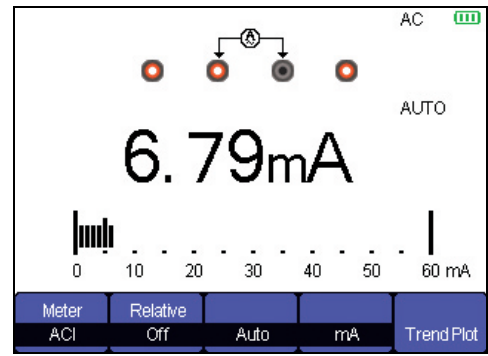 AC
A
AUTO
6.79mA
0 10 20 30 40 50 60 mA
Meter Relative
ACI Off Auto mA Trend Plot